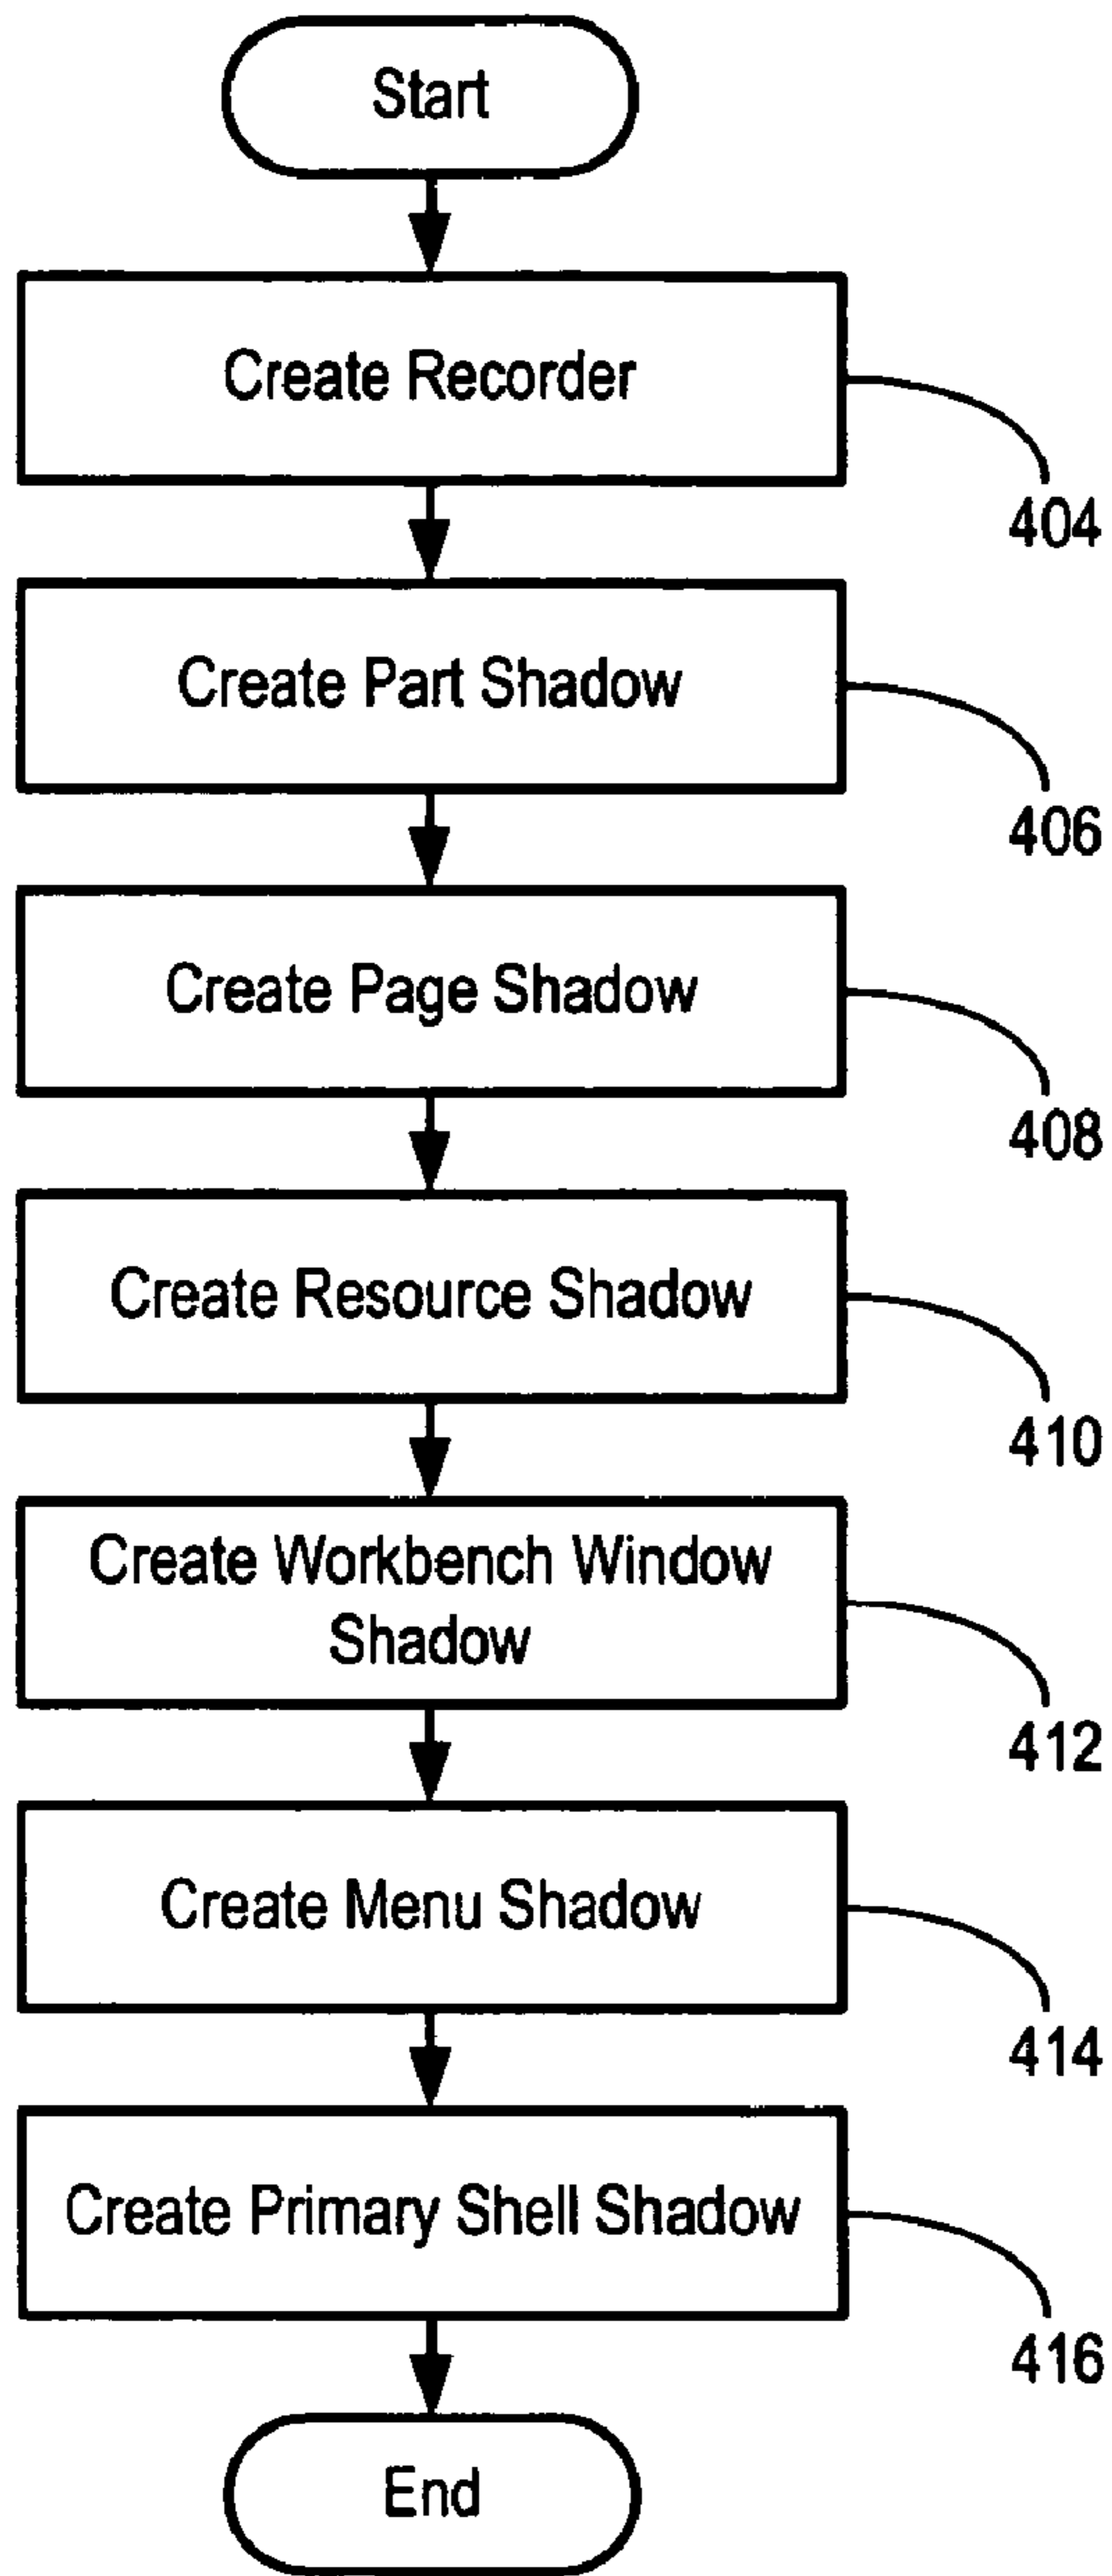 Start
Create Recorder
404
Create Part Shadow
406
Create Page Shadow
408
Create Resource Shadow
410
Create Workbench Window
Shadow
412
Create Menu Shadow
414
Create Primary Shell Shadow
416
End